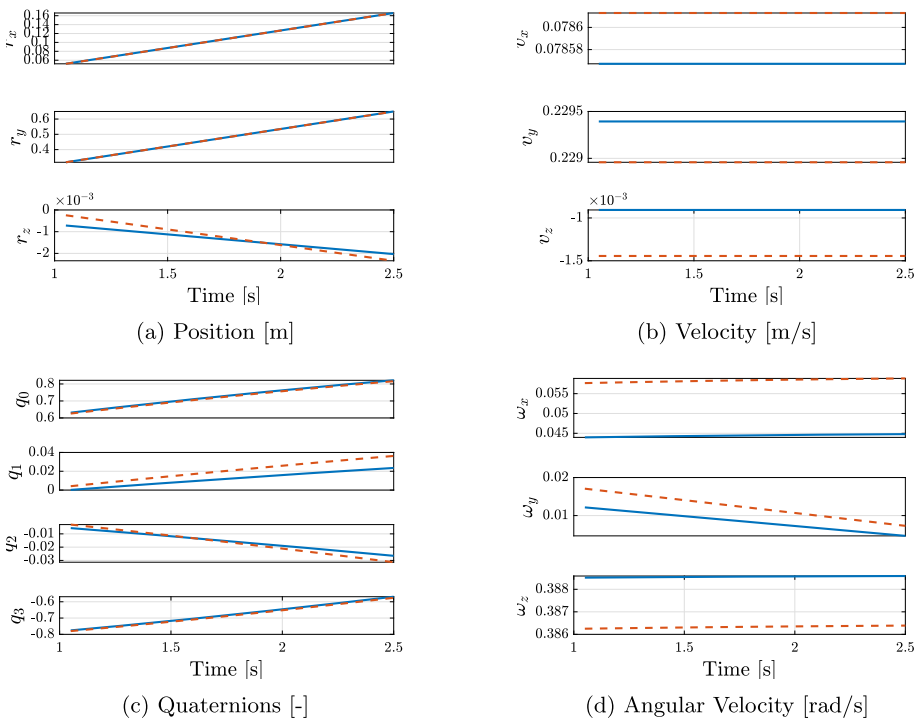 0.16
0.14
0.12
0.1
0.08
0.06
r_x
0.6
0.4
r_y
×10⁻³
0
-1
-2
r_z
1
1.5
2
2.5
Time [s]
(a) Position [m]
0.0786
0.07858
v_x
0.2295
0.229
v_y
×10⁻³
-1
-1.5
v_z
1
1.5
2
2.5
Time [s]
(b) Velocity [m/s]
0.8
0.7
0.6
q_0
0.04
0.02
0
q_1
-0.01
-0.02
-0.03
q_2
-0.6
-0.7
-0.8
q_3
1
1.5
2
2.5
Time [s]
(c) Quaternions [-]
0.055
0.045
ω_x
0.02
0.01
ω_y
0.388
0.387
0.386
ω_z
1
1.5
2
2.5
Time [s]
(d) Angular Velocity [rad/s]